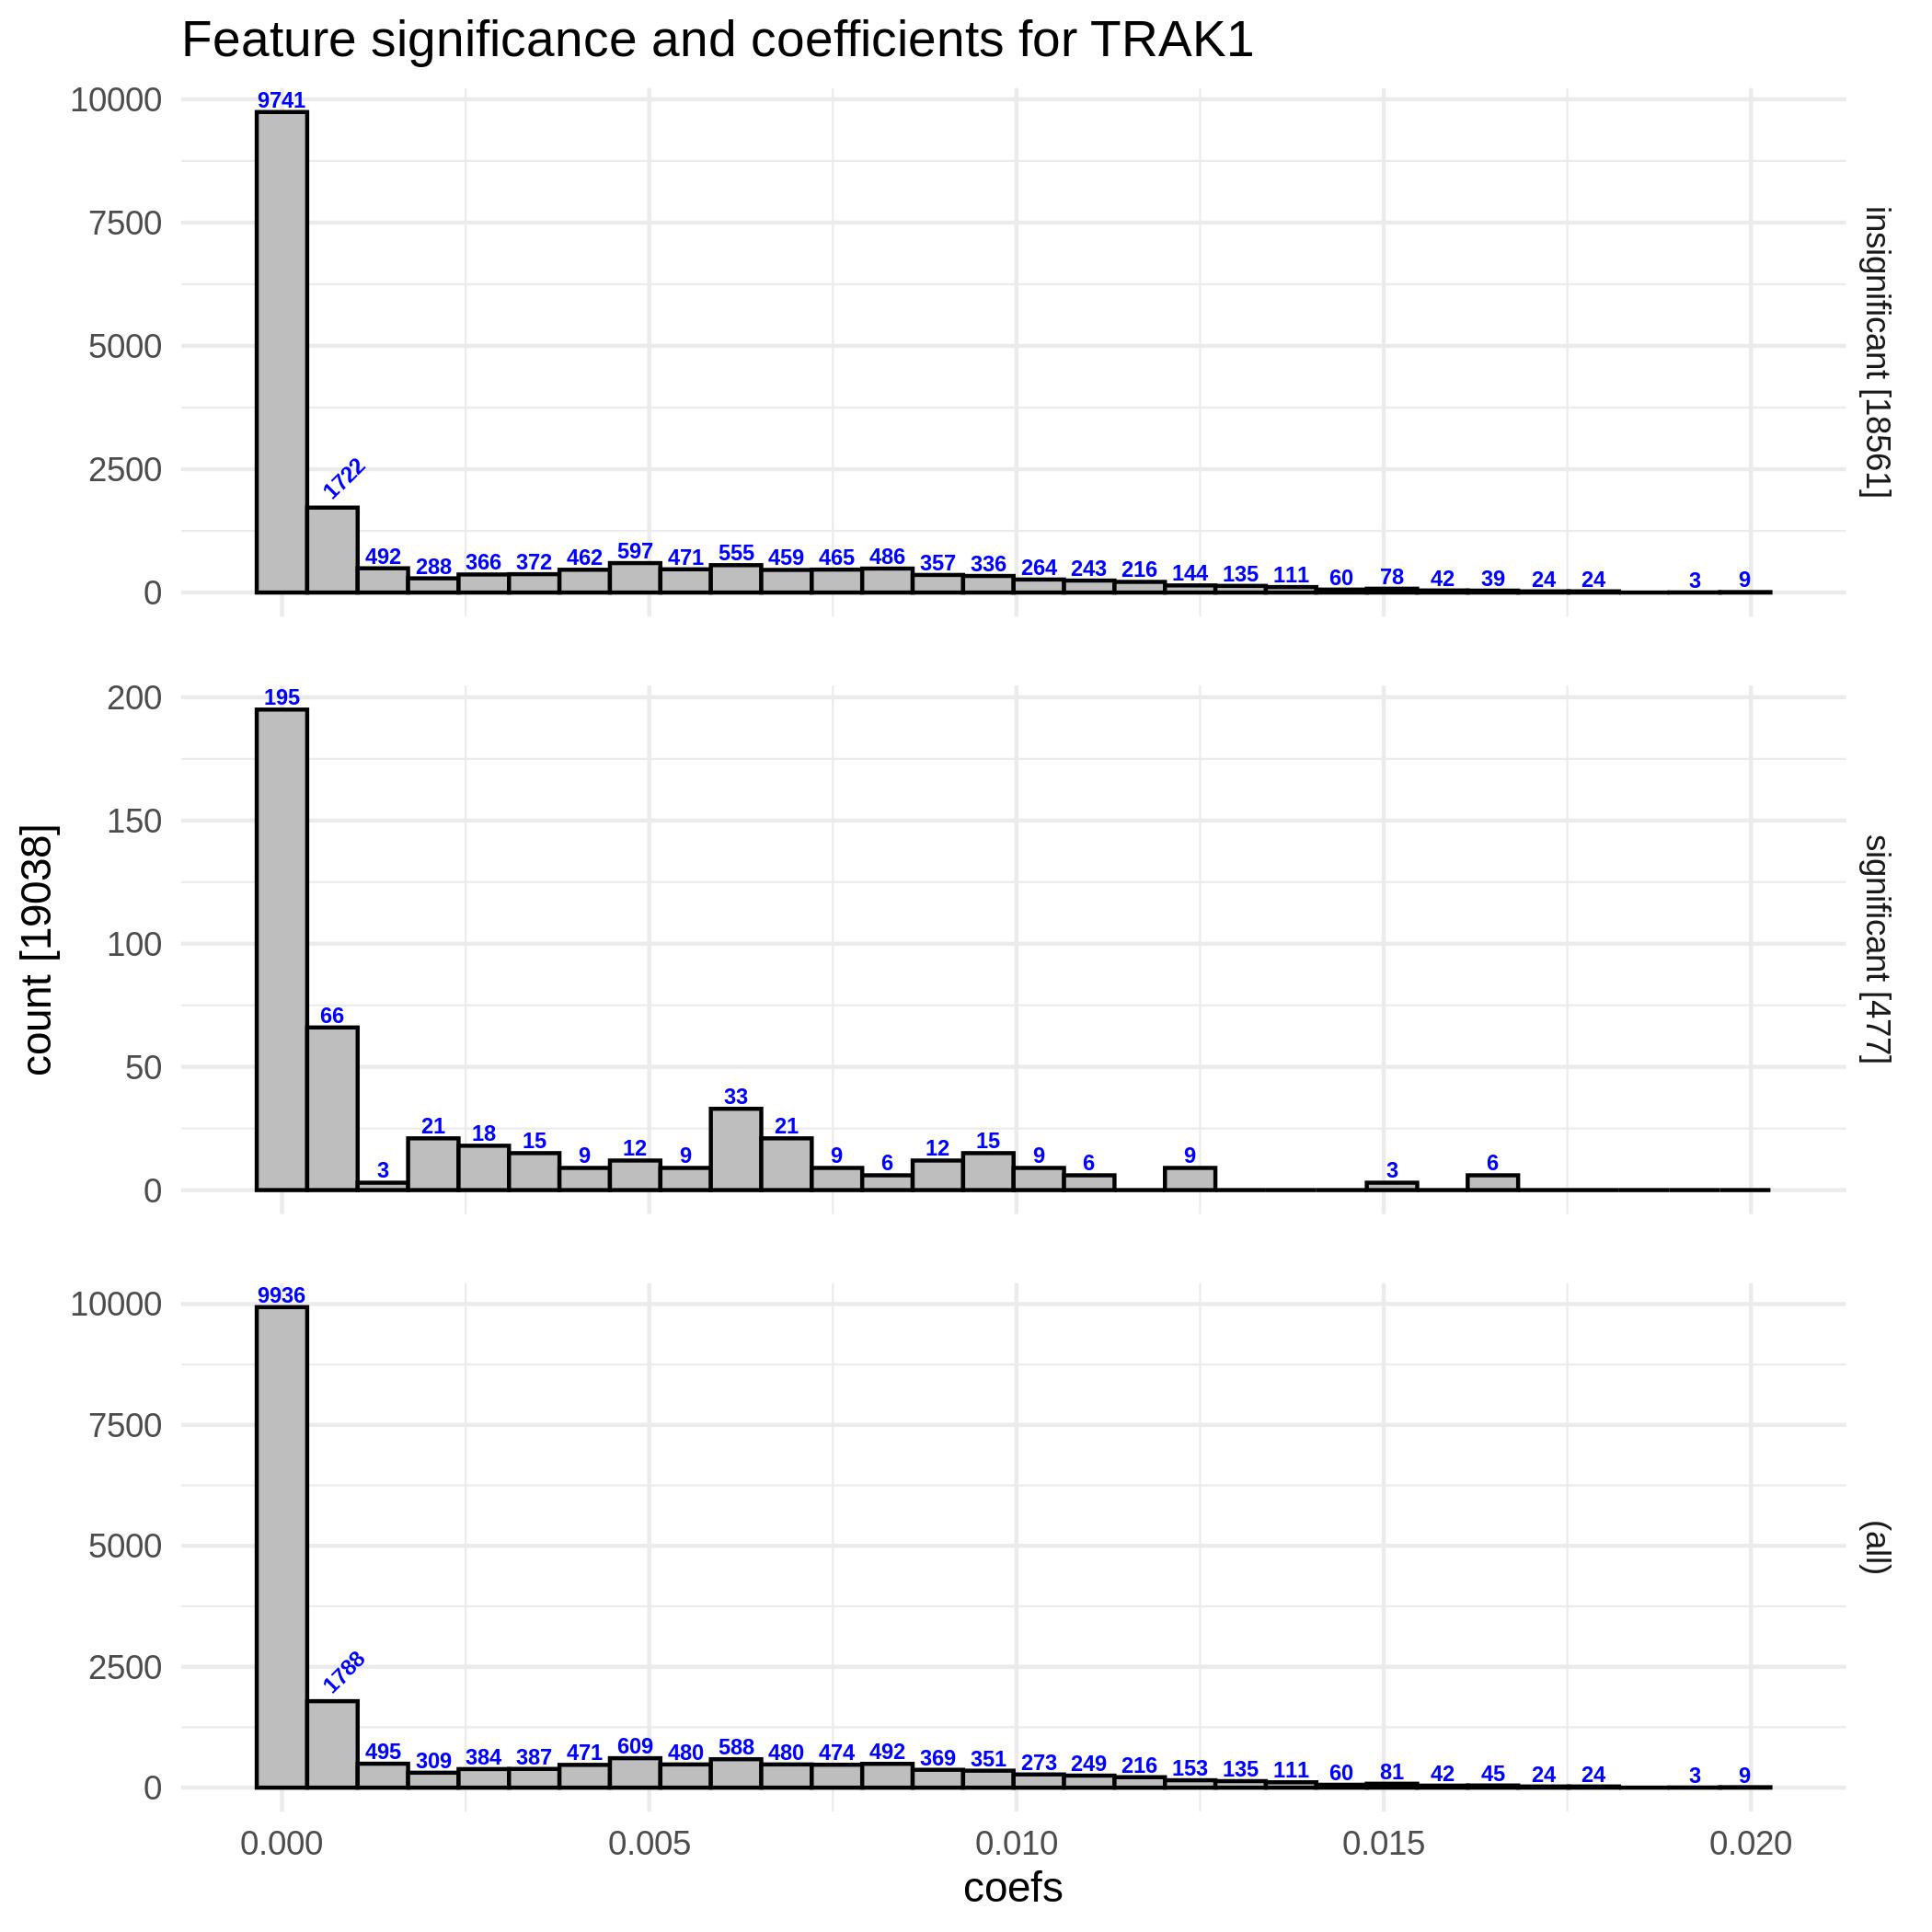 Feature significance and coefficients for TRAK1
10000
7500
5000
2500
0
9741
1722
492 288 366 372 462 597 471 555 459 465 486 357 336 264 243 216 144 135 111 60 78 42 39 24 24 3 9
insignificant [18561]
count [19038]
200
150
100
50
0
195
66
3 21 18 15 9 12 9 33 21 9 6 12 15 9 6 9 3 6
significant [477]
10000
7500
5000
2500
0
9936
1788
495 309 384 387 471 609 480 588 480 474 492 369 351 273 249 216 153 135 111 60 81 42 45 24 24 3 9
(all)
0.000 0.005 0.010 0.015 0.020
coefs